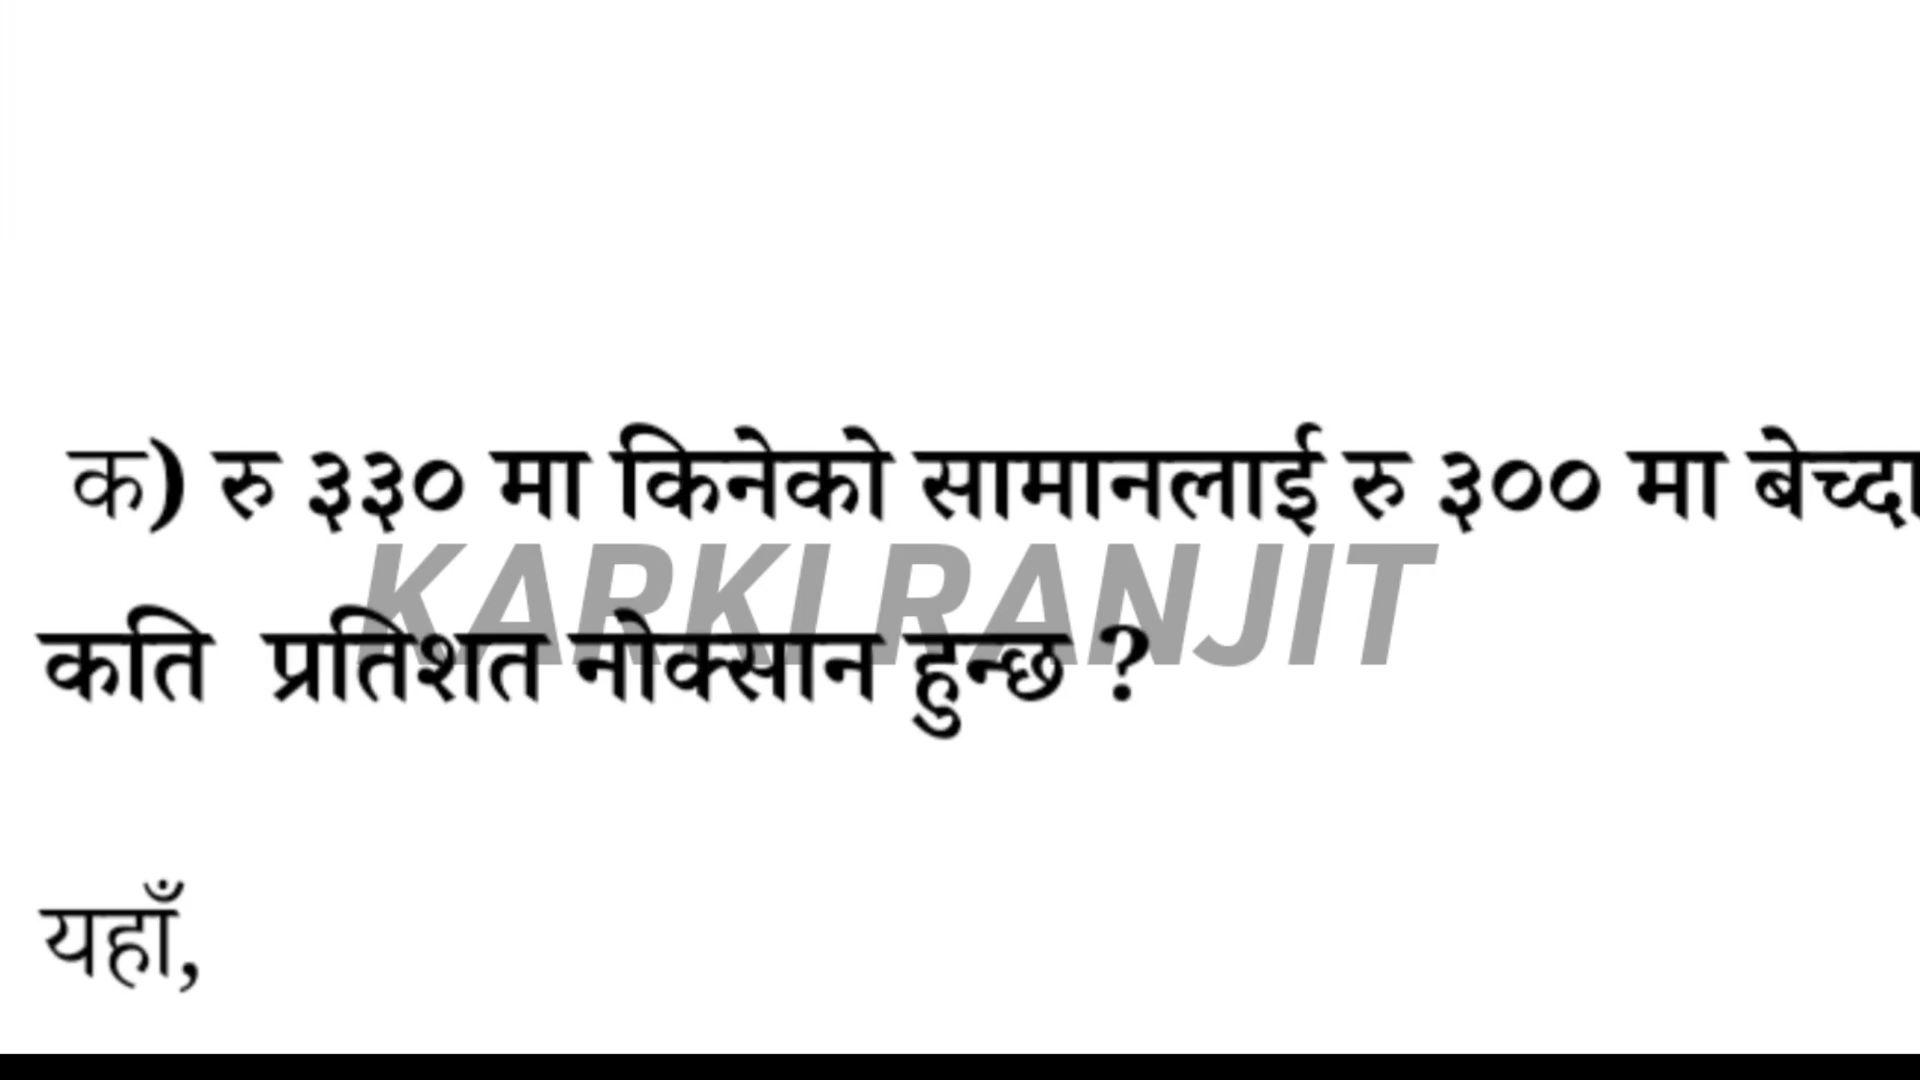 क) रु ३३० मा किनेको सामानलाई रु ३०० मा बेच्दा
KARKI RANJIT
कति प्रतिशत नोक्सान हुन्छ ?
यहाँ,